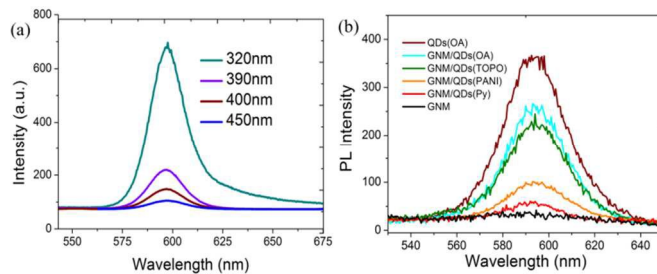 (a)
800
600
400
200
0
Intensity (a.u.)
320nm
390nm
400nm
450nm
550
575
600
625
650
675
Wavelength (nm)
(b)
400
300
200
100
0
PL Intensity
QDs(OA)
GNM/QDs(OA)
GNM/QDs(TOPO)
GNM/QDs(PANI)
GNM/QDs(Py)
GNM
560
580
600
620
640
Wavelength (nm)